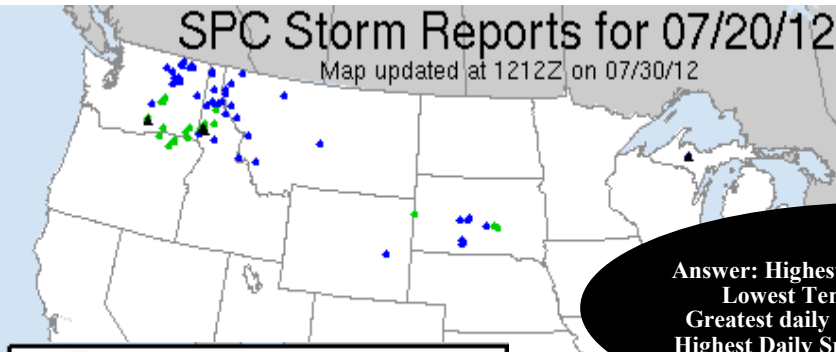 SPC Storm Reports for 07/20/12
Map updated at 1212Z on 07/30/12
Answer: Highest
Lowest
Greatest daily
Highest Daily